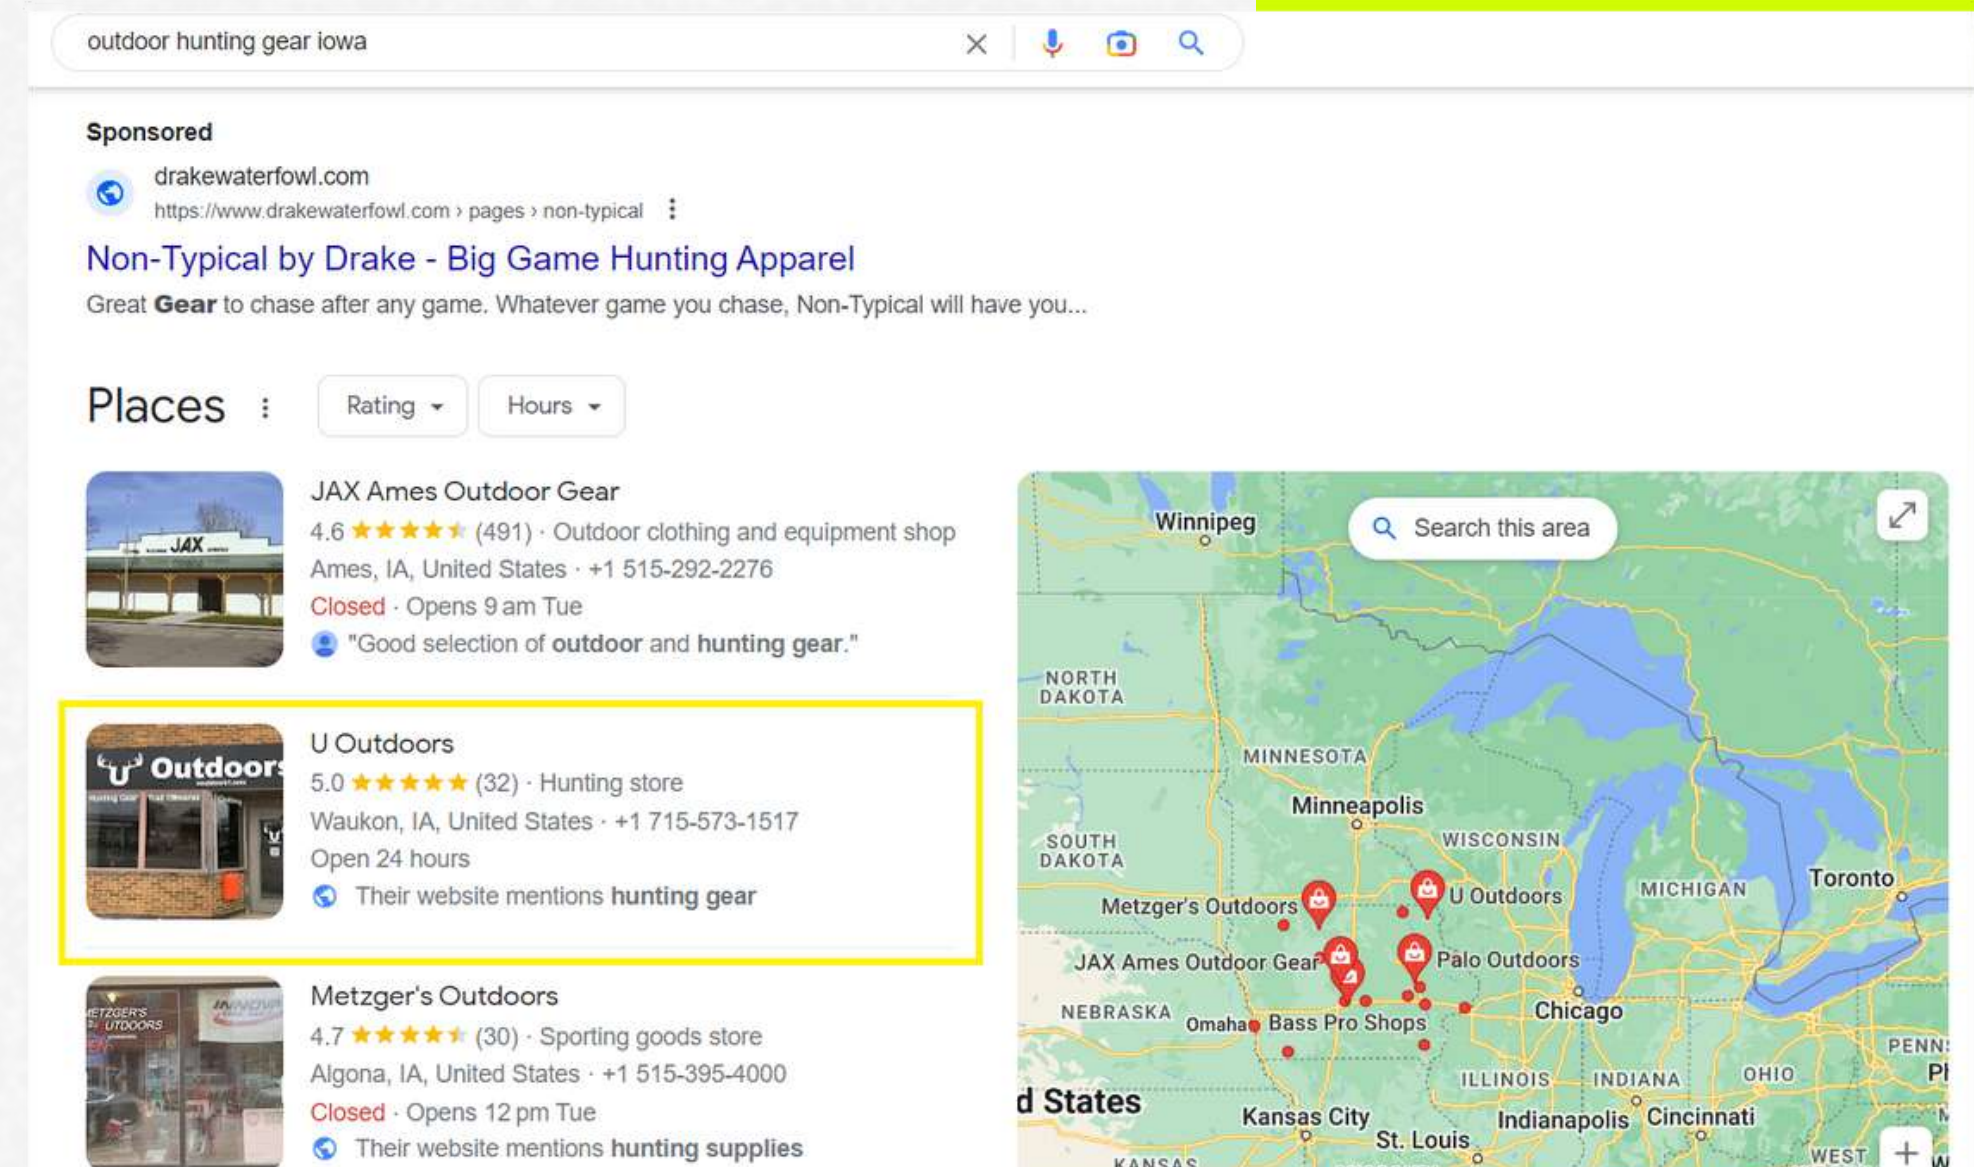 outdoor hunting gear iowa
Sponsored
drakewaterfowl.com
https://www.drakewaterfowl.com › pages › non-typical
Non-Typical by Drake - Big Game Hunting Apparel
Great Gear to chase after any game. Whatever game you chase, Non-Typical will have you...
Places
Rating
Hours
JAX Ames Outdoor Gear
4.6 (491) · Outdoor clothing and equipment shop
Ames, IA, United States · +1 515-292-2276
Closed · Opens 9 am Tue
"Good selection of outdoor and hunting gear."
JAX
U Outdoors
5.0 (32) · Hunting store
Waukon, IA, United States · +1 715-573-1517
Open 24 hours
Their website mentions hunting gear
U Outdoors
Hunting Gear
Metzger's Outdoors
4.7 (30) · Sporting goods store
Algona, IA, United States · +1 515-395-4000
Closed · Opens 12 pm Tue
Their website mentions hunting supplies
ETZGER'S
UTDOORS
Search this area
Winnipeg
NORTH
DAKOTA
MINNESOTA
Minneapolis
SOUTH
DAKOTA
WISCONSIN
MICHIGAN
Toronto
Metzger's Outdoors
U Outdoors
JAX Ames Outdoor Gear
Palo Outdoors
NEBRASKA
Omaha
Bass Pro Shops
Chicago
PENN
ILLINOIS
INDIANA
OHIO
d States
Kansas City
Indianapolis
Cincinnati
St. Louis
WEST
KANSAS